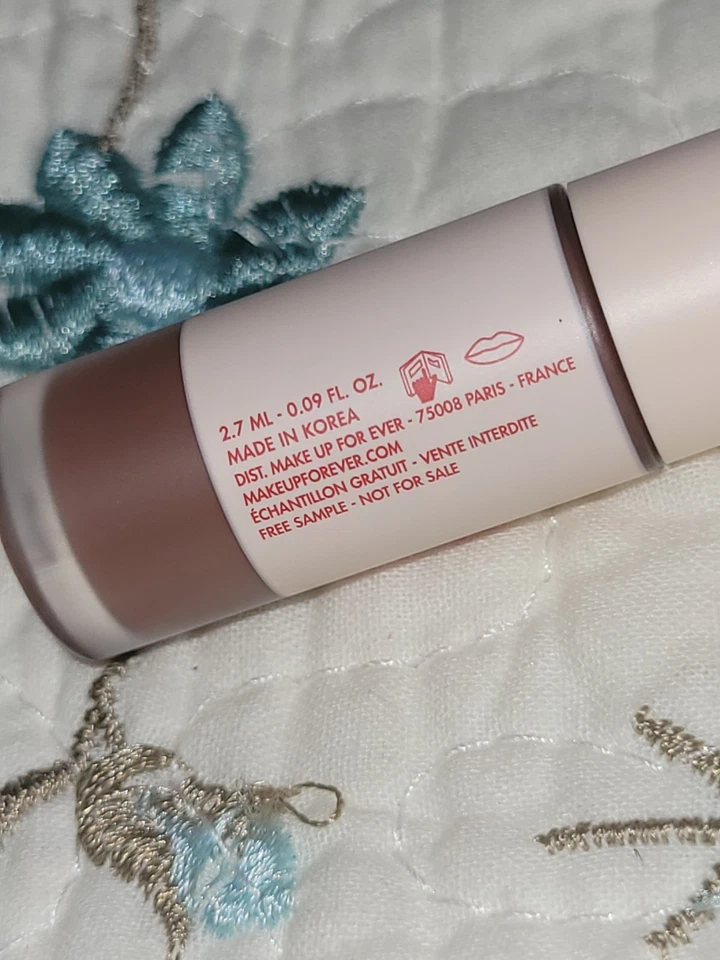 2.7 ML - 0.09 FL. OZ.
MADE IN KOREA
DIST. MAKE UP FOR EVER - 75008 PARIS - FRANCE
MAKEUPFOREVER.COM
ÉCHANTILLON GRATUIT - VENTE INTERDITE
FREE SAMPLE - NOT FOR SALE